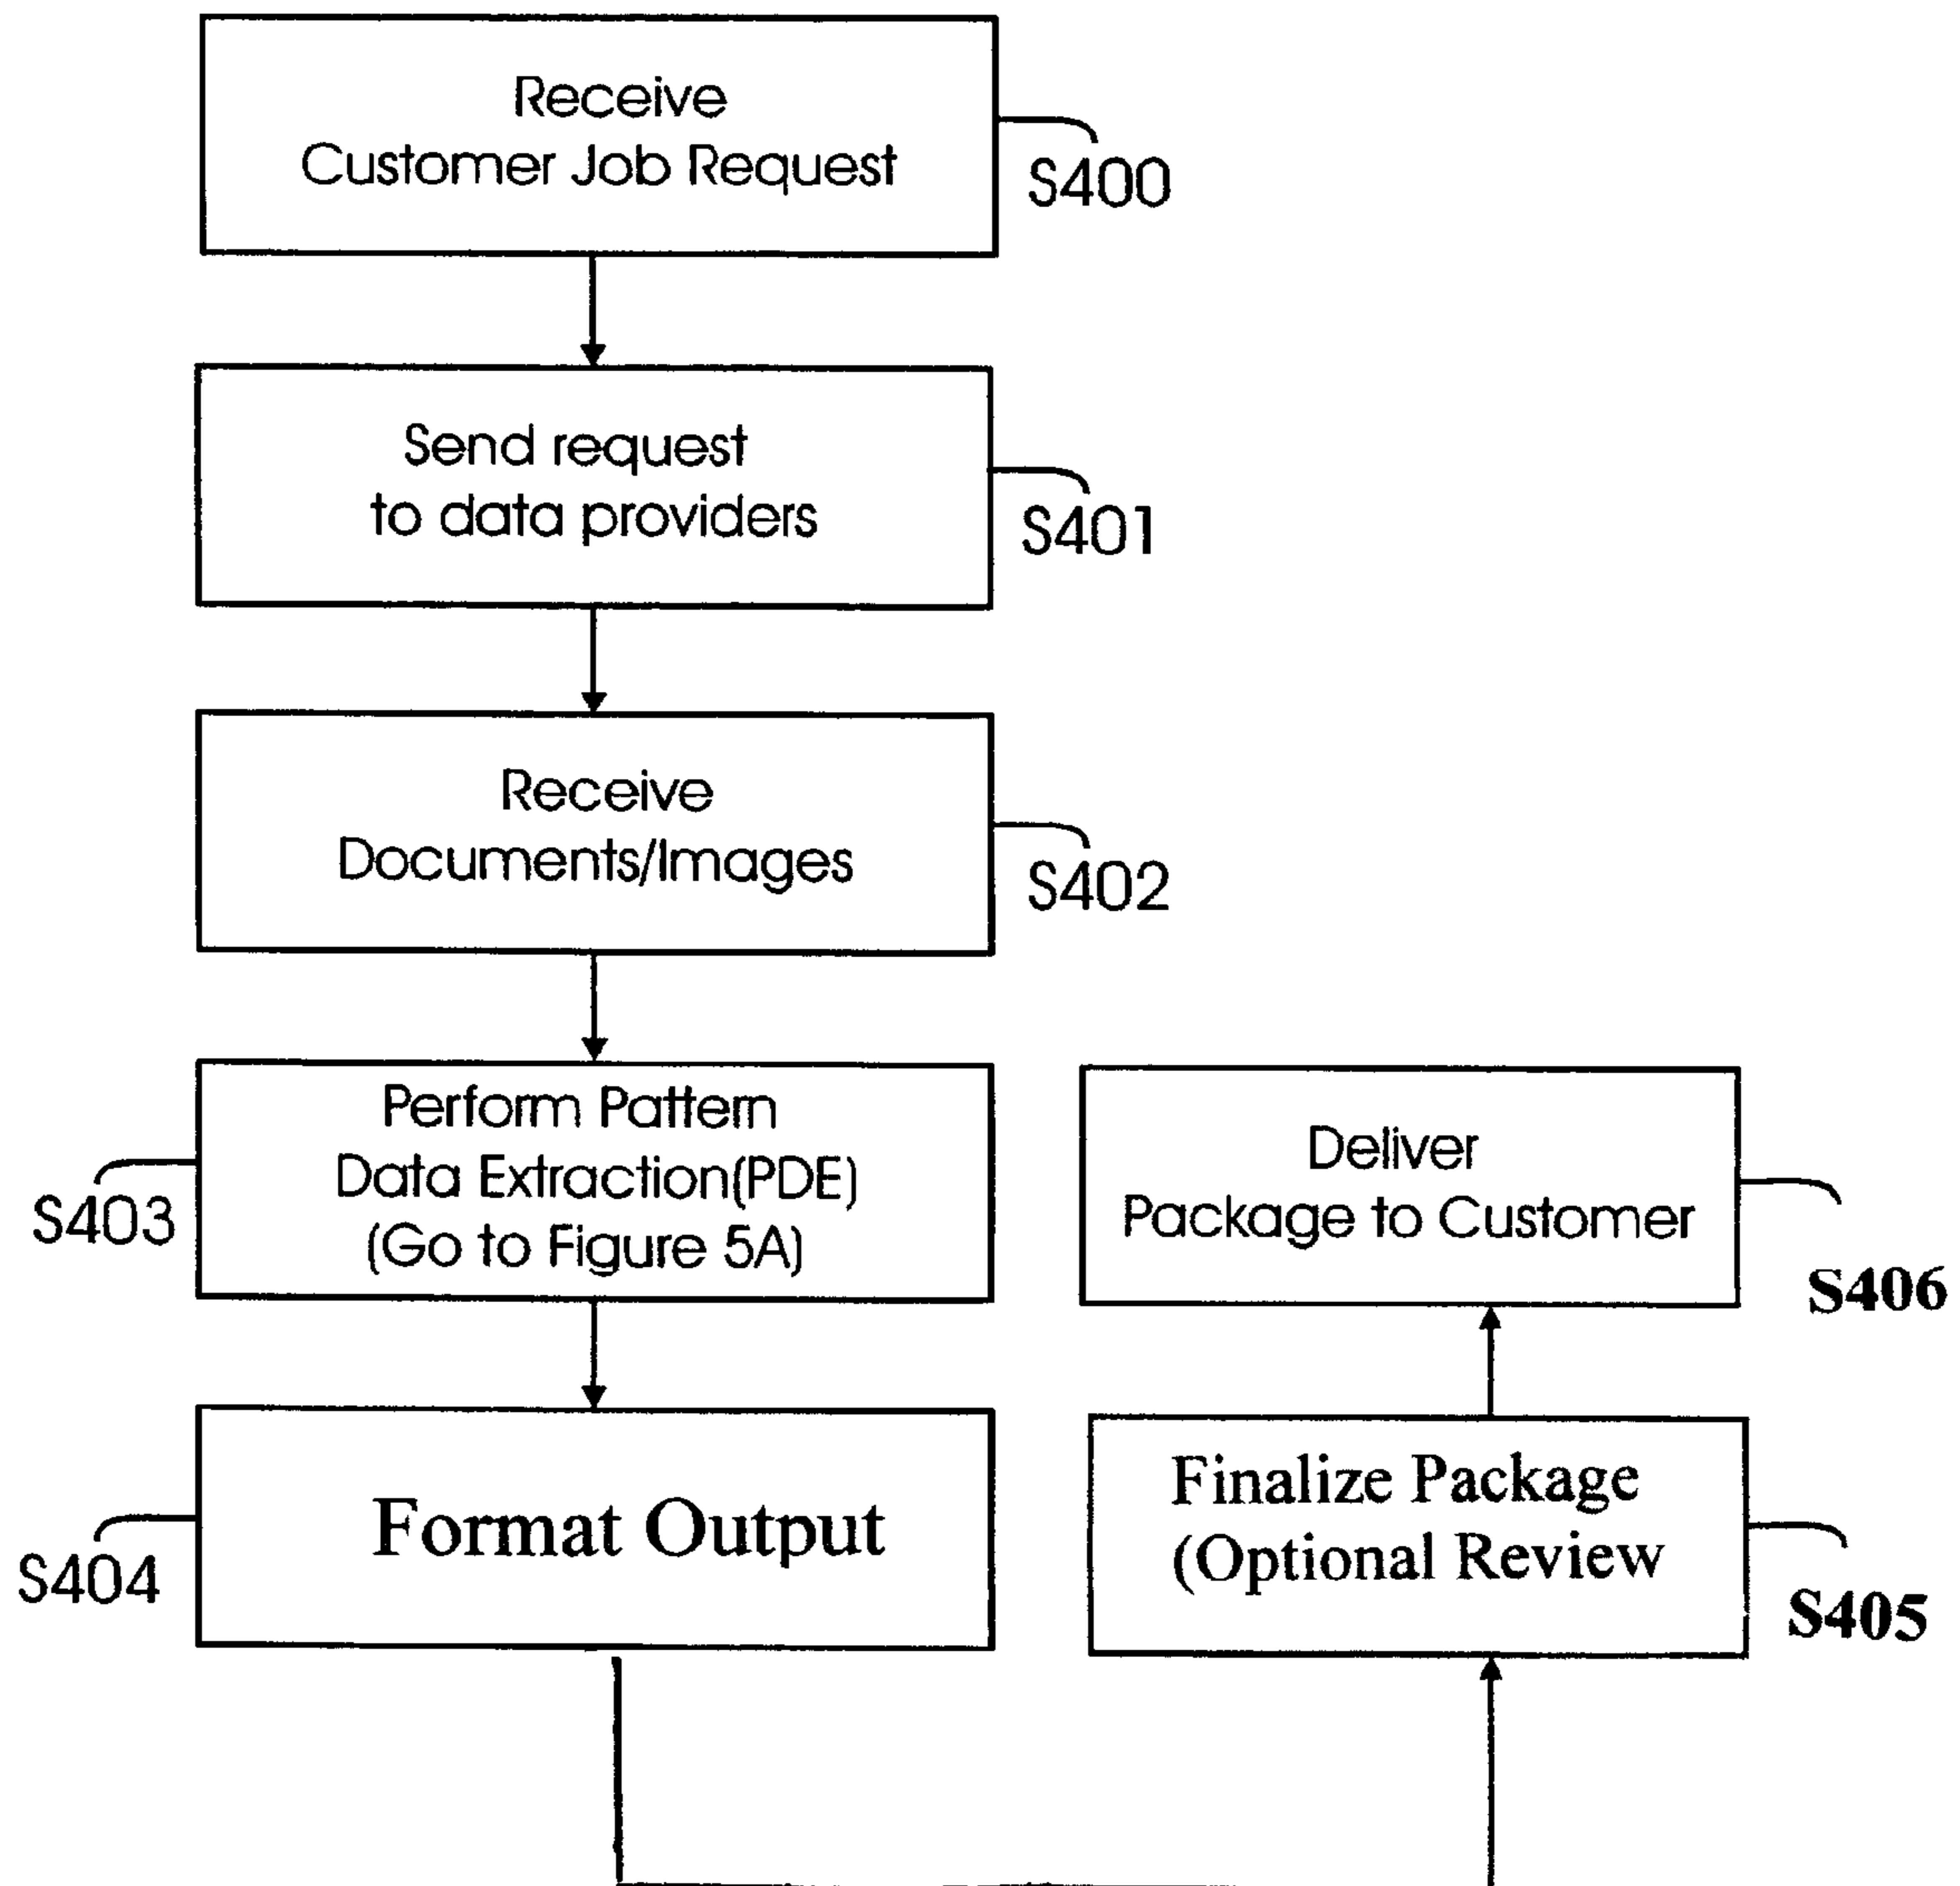 Receive
Customer Job Request
S400
Send request
to data providers
S401
Receive
Documents/Images
S402
Perform Pattern
Data Extraction(PDE)
(Go to Figure 5A)
S403
Format Output
S404
Finalize Package
(Optional Review
S405
Deliver
Package to Customer
S406